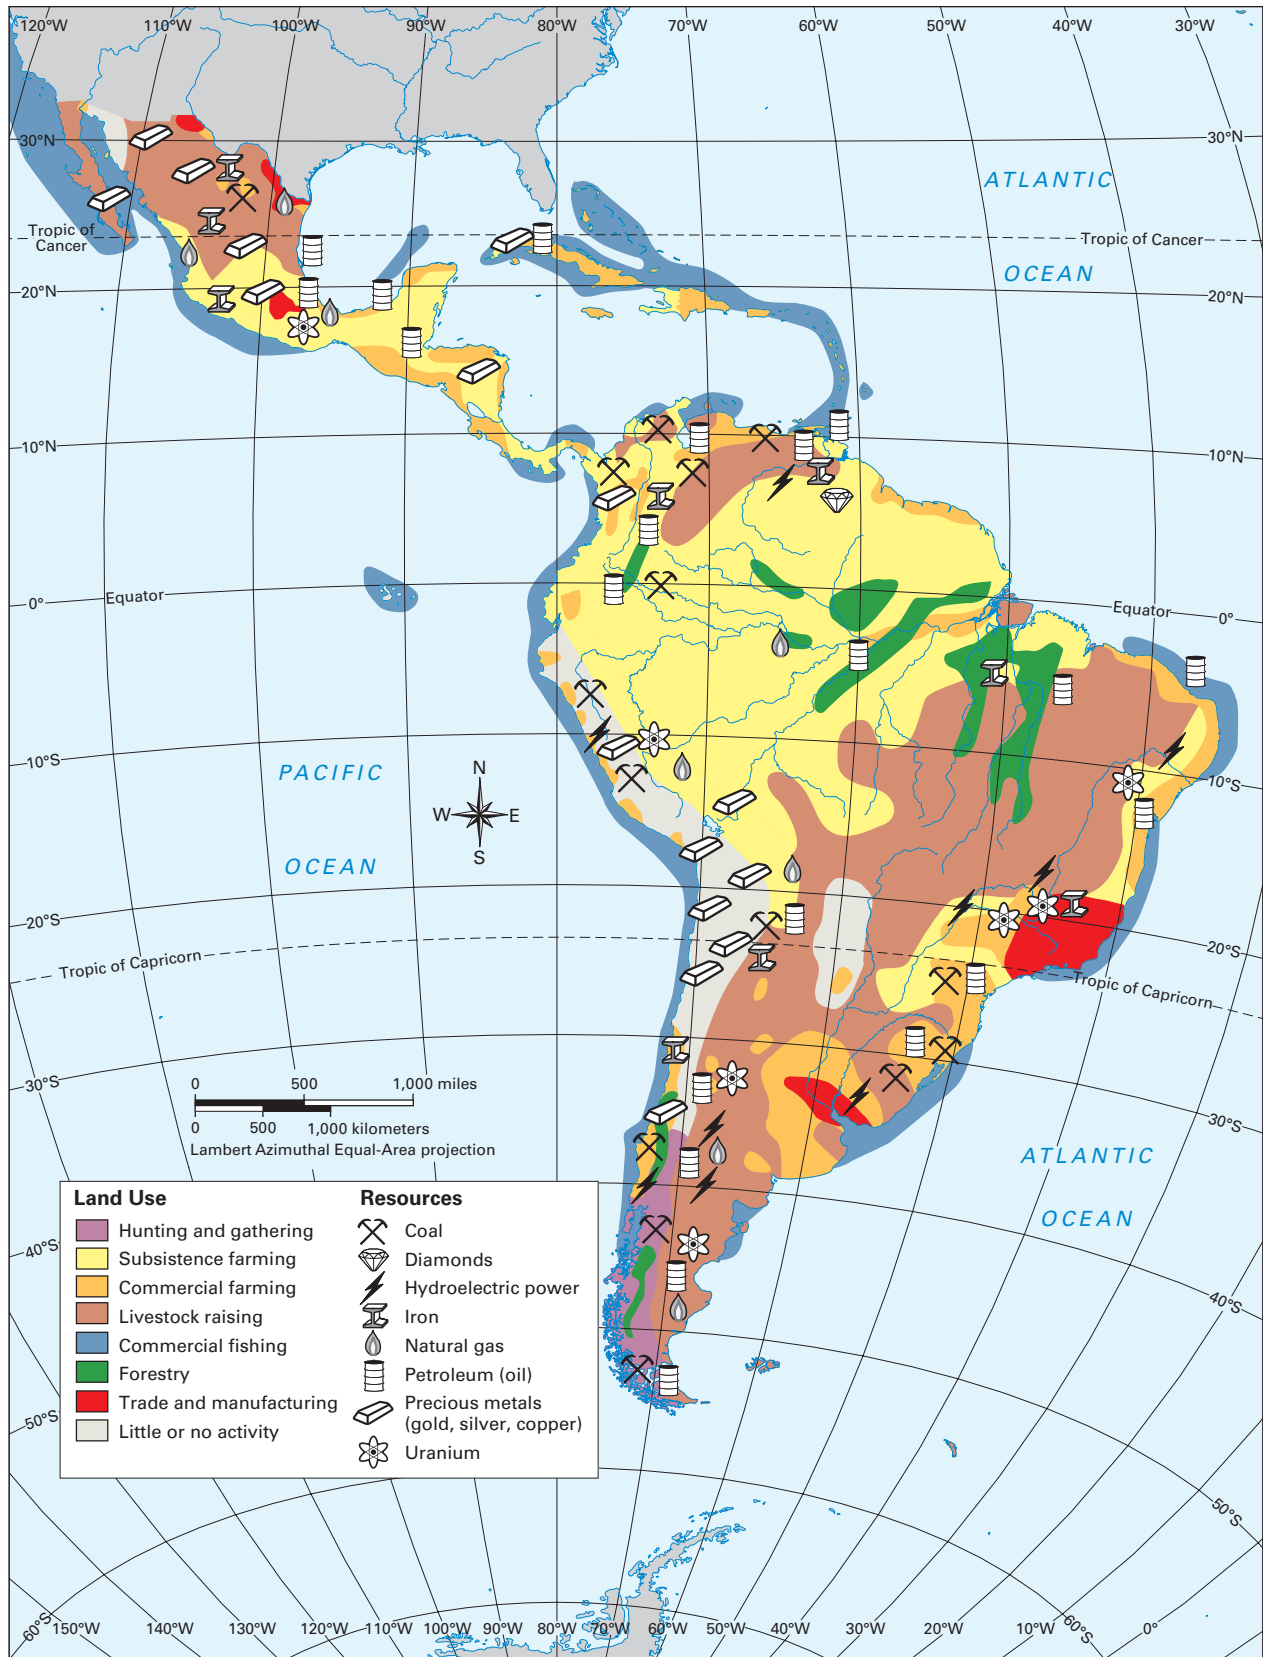 120°W 110°W 100°W 90°W 80°W 70°W 60°W 50°W 40°W 30°W
30°N 30°N
ATLANTIC
OCEAN
Tropic of
Cancer
Tropic of Cancer
20°N 20°N
10°N 10°N
0° Equator Equator 0°
10°S 10°S
PACIFIC
OCEAN
N
W E
S
20°S 20°S
Tropic of Capricorn Tropic of Capricorn
30°S 30°S
0 500 1,000 miles
0 500 1,000 kilometers
Lambert Azimuthal Equal-Area projection
ATLANTIC
OCEAN
Land Use
Hunting and gathering
Subsistence farming
Commercial farming
Livestock raising
Commercial fishing
Forestry
Trade and manufacturing
Little or no activity
Resources
Coal
Diamonds
Hydroelectric power
Iron
Natural gas
Petroleum (oil)
Precious metals
(gold, silver, copper)
Uranium
40°S 40°S
50°S 50°S
60°S 60°S
150°W 140°W 130°W 120°W 110°W 100°W 90°W 80°W 70°W 60°W 50°W 40°W 30°W 20°W 10°W 0°